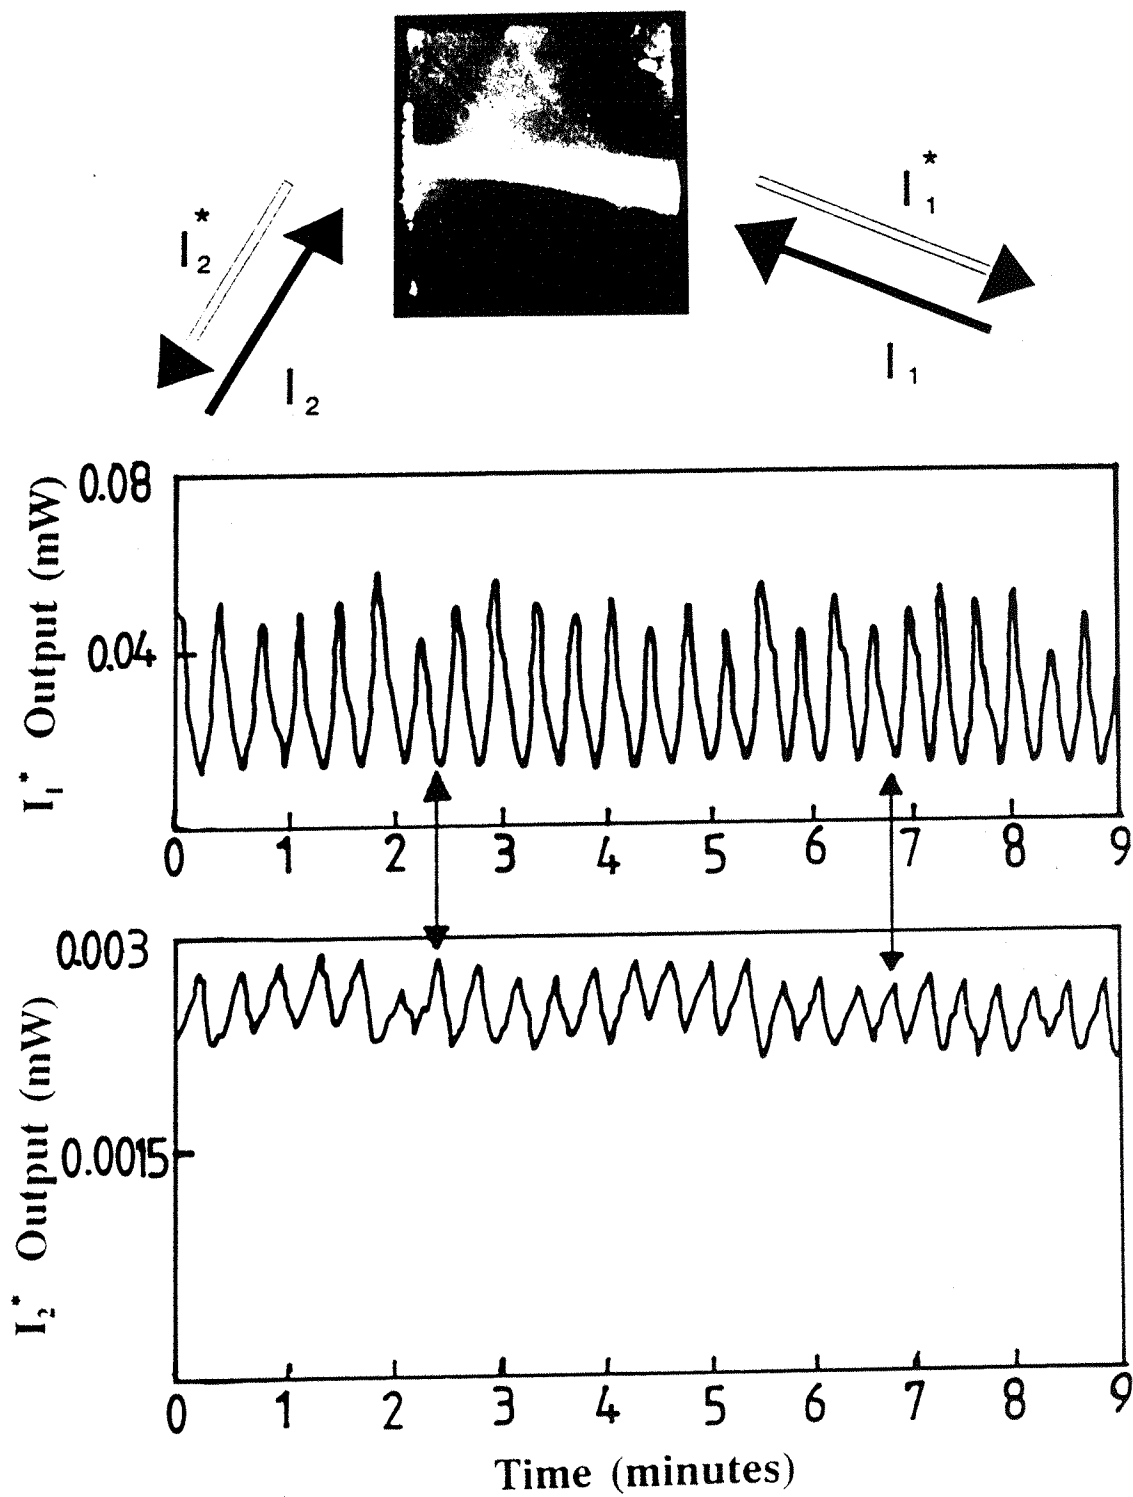 I₁*
I₂*
I₂
I₁
0.08
0.04
I₁* Output (mW)
0 1 2 3 4 5 6 7 8 9
0.003
0.0015
I₂* Output (mW)
0 1 2 3 4 5 6 7 8 9
Time (minutes)